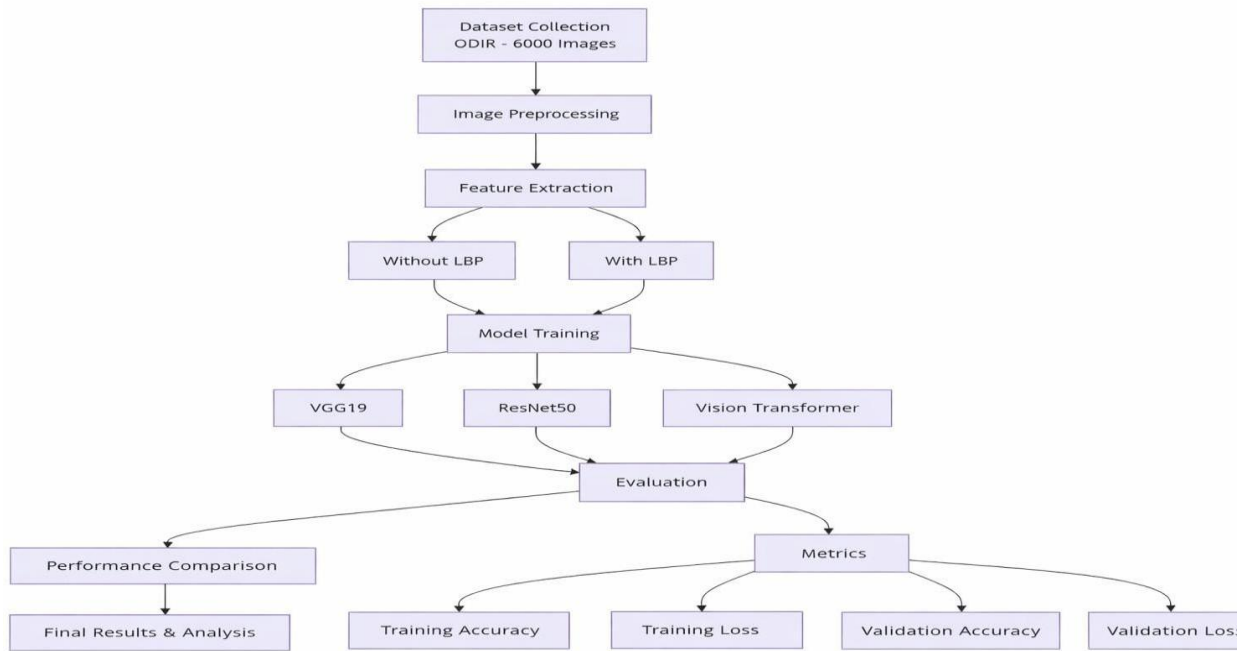 Dataset Collection
ODIR - 6000 Images
Image Preprocessing
Feature Extraction
Without LBP
With LBP
Model Training
VGG19
ResNet50
Vision Transformer
Evaluation
Performance Comparison
Metrics
Final Results & Analysis
Training Accuracy
Training Loss
Validation Accuracy
Validation Loss